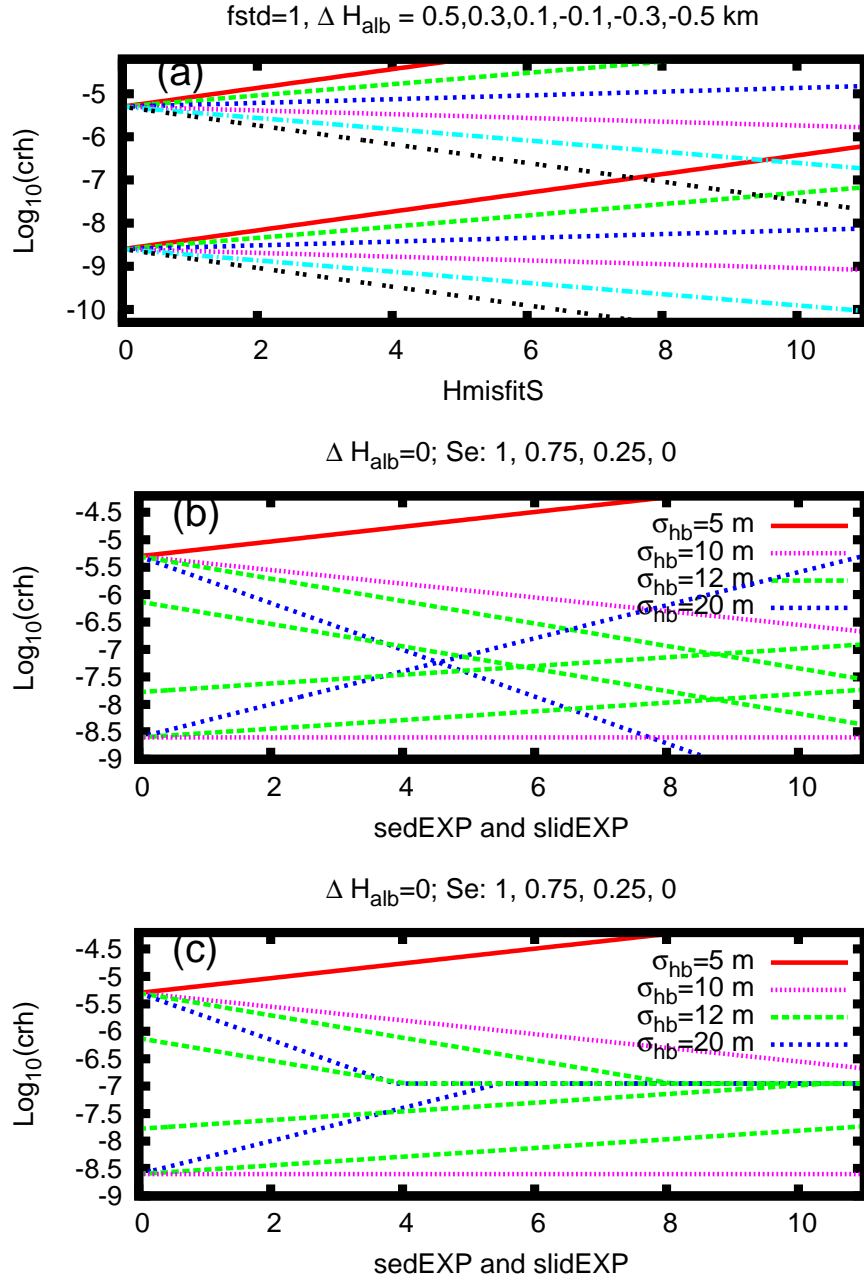 fstd=1, Δ H_alb = 0.5,0.3,0.1,-0.1,-0.3,-0.5 km
(a)
-5
-6
-7
-8
-9
-10
Log₁₀(crh)
0 2 4 6 8 10
HmisfitS
Δ H_alb=0; Se: 1, 0.75, 0.25, 0
(b)
-4.5
-5
-5.5
-6
-6.5
-7
-7.5
-8
-8.5
-9
Log₁₀(crh)
σ_hb=5 m
σ_hb=10 m
σ_hb=12 m
σ_hb=20 m
0 2 4 6 8 10
sedEXP and slidEXP
Δ H_alb=0; Se: 1, 0.75, 0.25, 0
(c)
-4.5
-5
-5.5
-6
-6.5
-7
-7.5
-8
-8.5
-9
Log₁₀(crh)
σ_hb=5 m
σ_hb=10 m
σ_hb=12 m
σ_hb=20 m
0 2 4 6 8 10
sedEXP and slidEXP